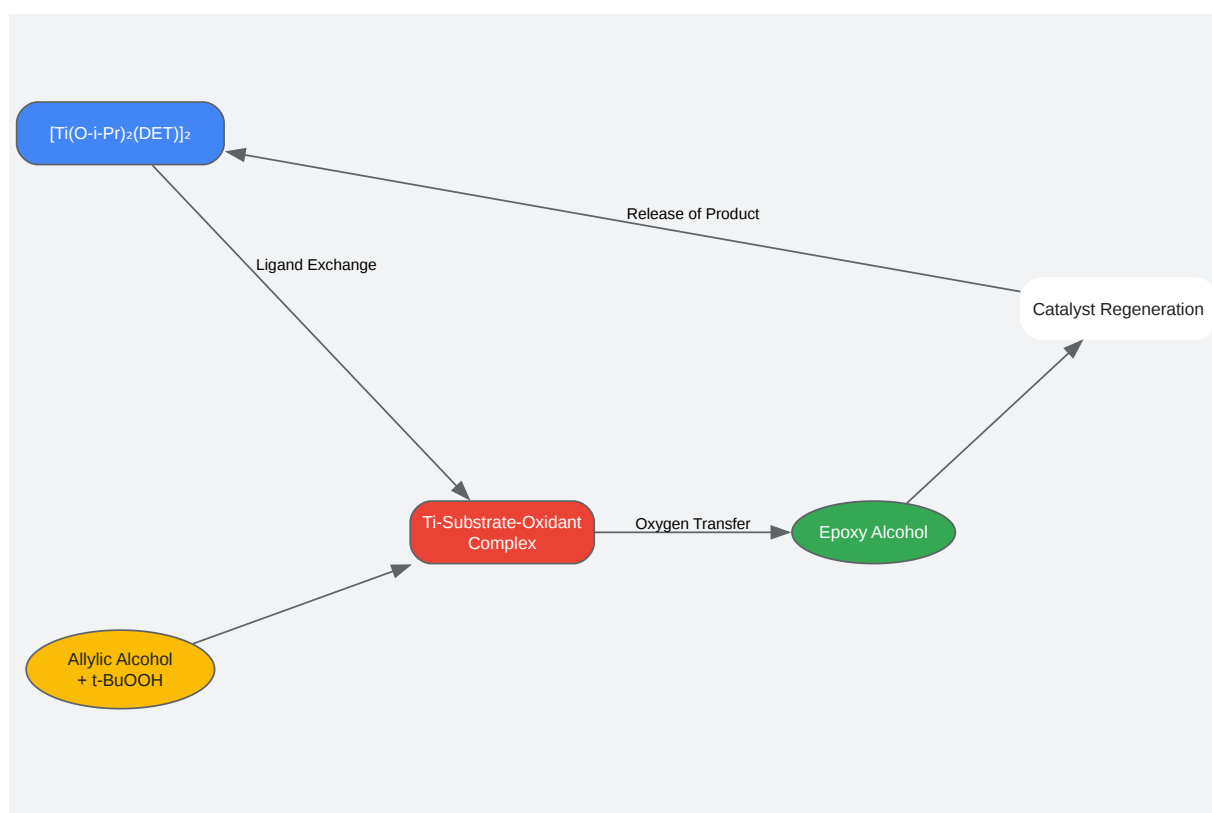 [Ti(O-i-Pr)₂(DET)]₂
Release of Product
Ligand Exchange
Catalyst Regeneration
Ti-Substrate-Oxidant
Complex
Oxygen Transfer
Epoxy Alcohol
Allylic Alcohol
+ t-BuOOH